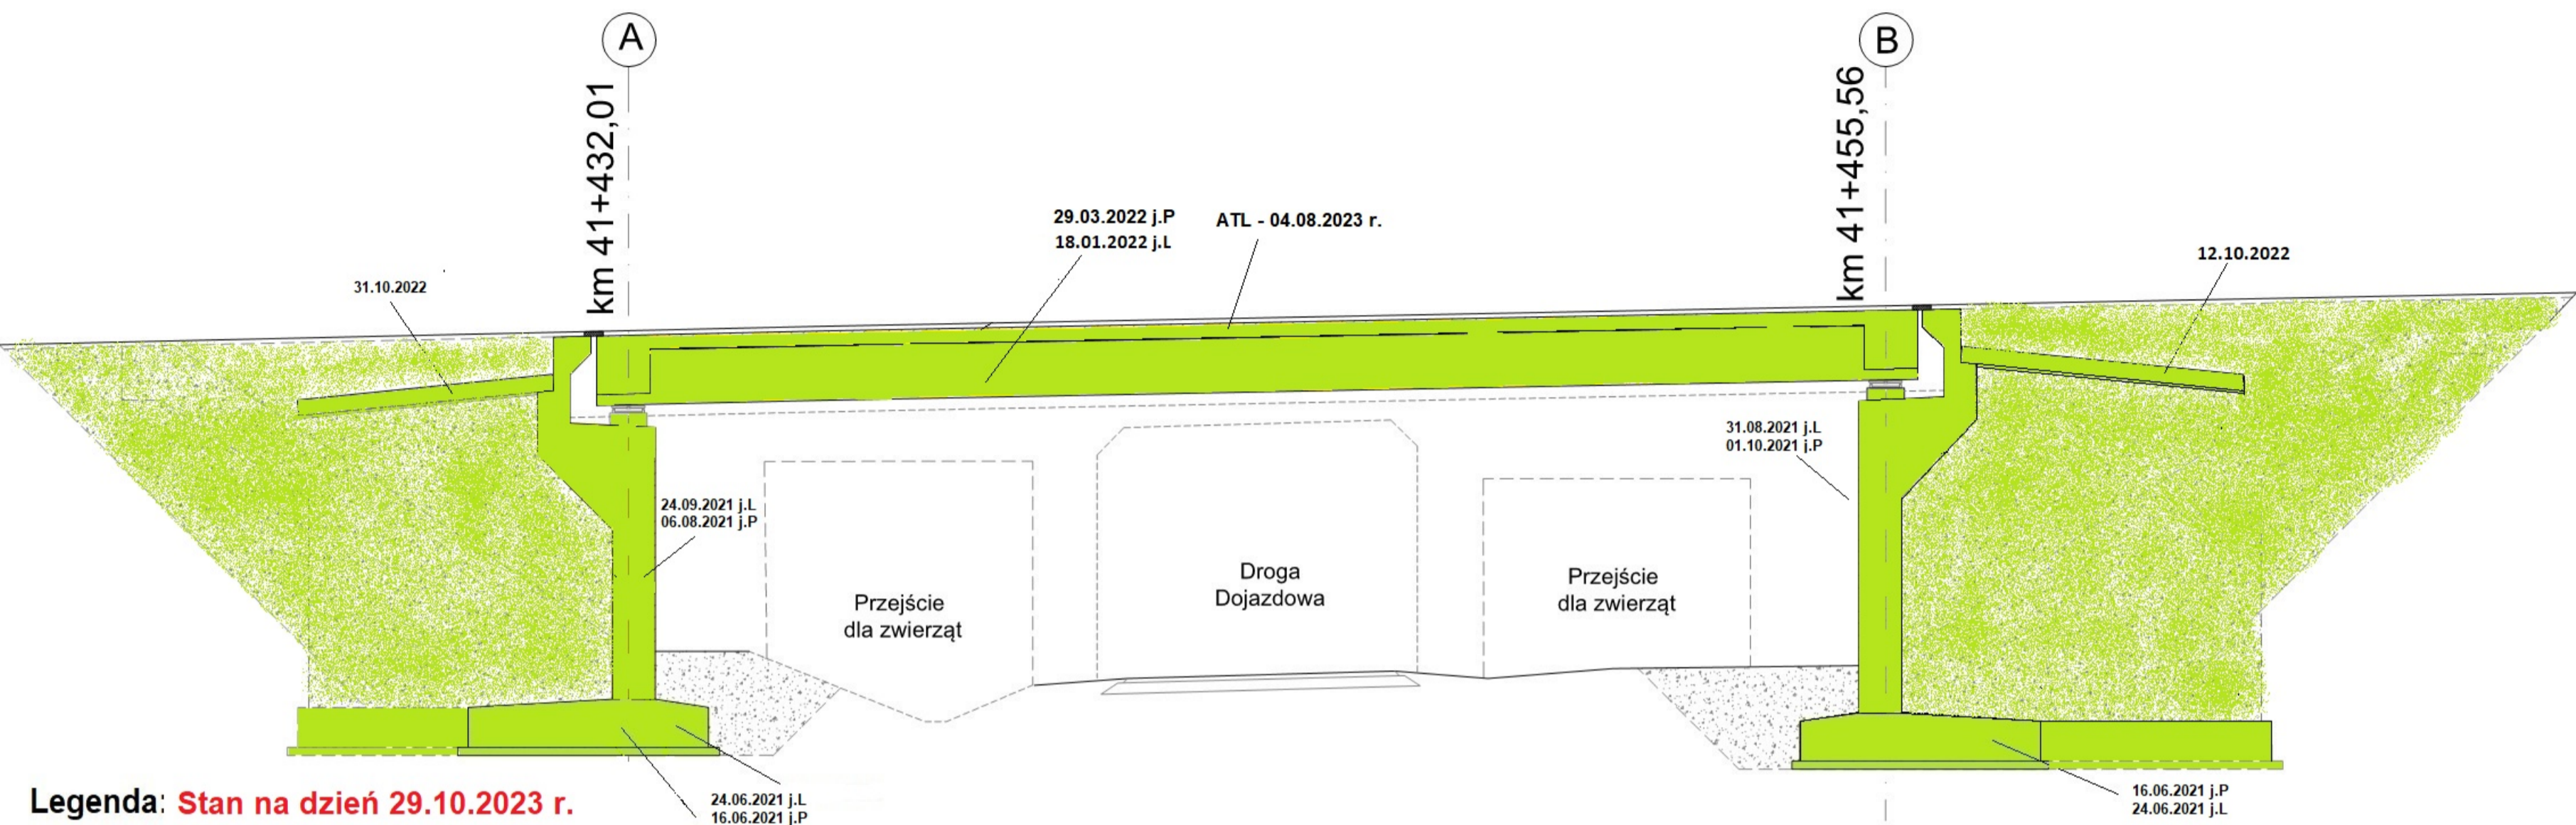 A
B
km 41+432,01
km 41+455,56
29.03.2022 j.P
18.01.2022 j.L
ATL - 04.08.2023 r.
12.10.2022
31.10.2022
31.08.2021 j.L
01.10.2021 j.P
24.09.2021 j.L
06.08.2021 j.P
Przejście
dla zwierząt
Droga
Dojazdowa
Przejście
dla zwierząt
24.06.2021 j.L
16.06.2021 j.P
16.06.2021 j.P
24.06.2021 j.L
Legenda: Stan na dzień 29.10.2023 r.